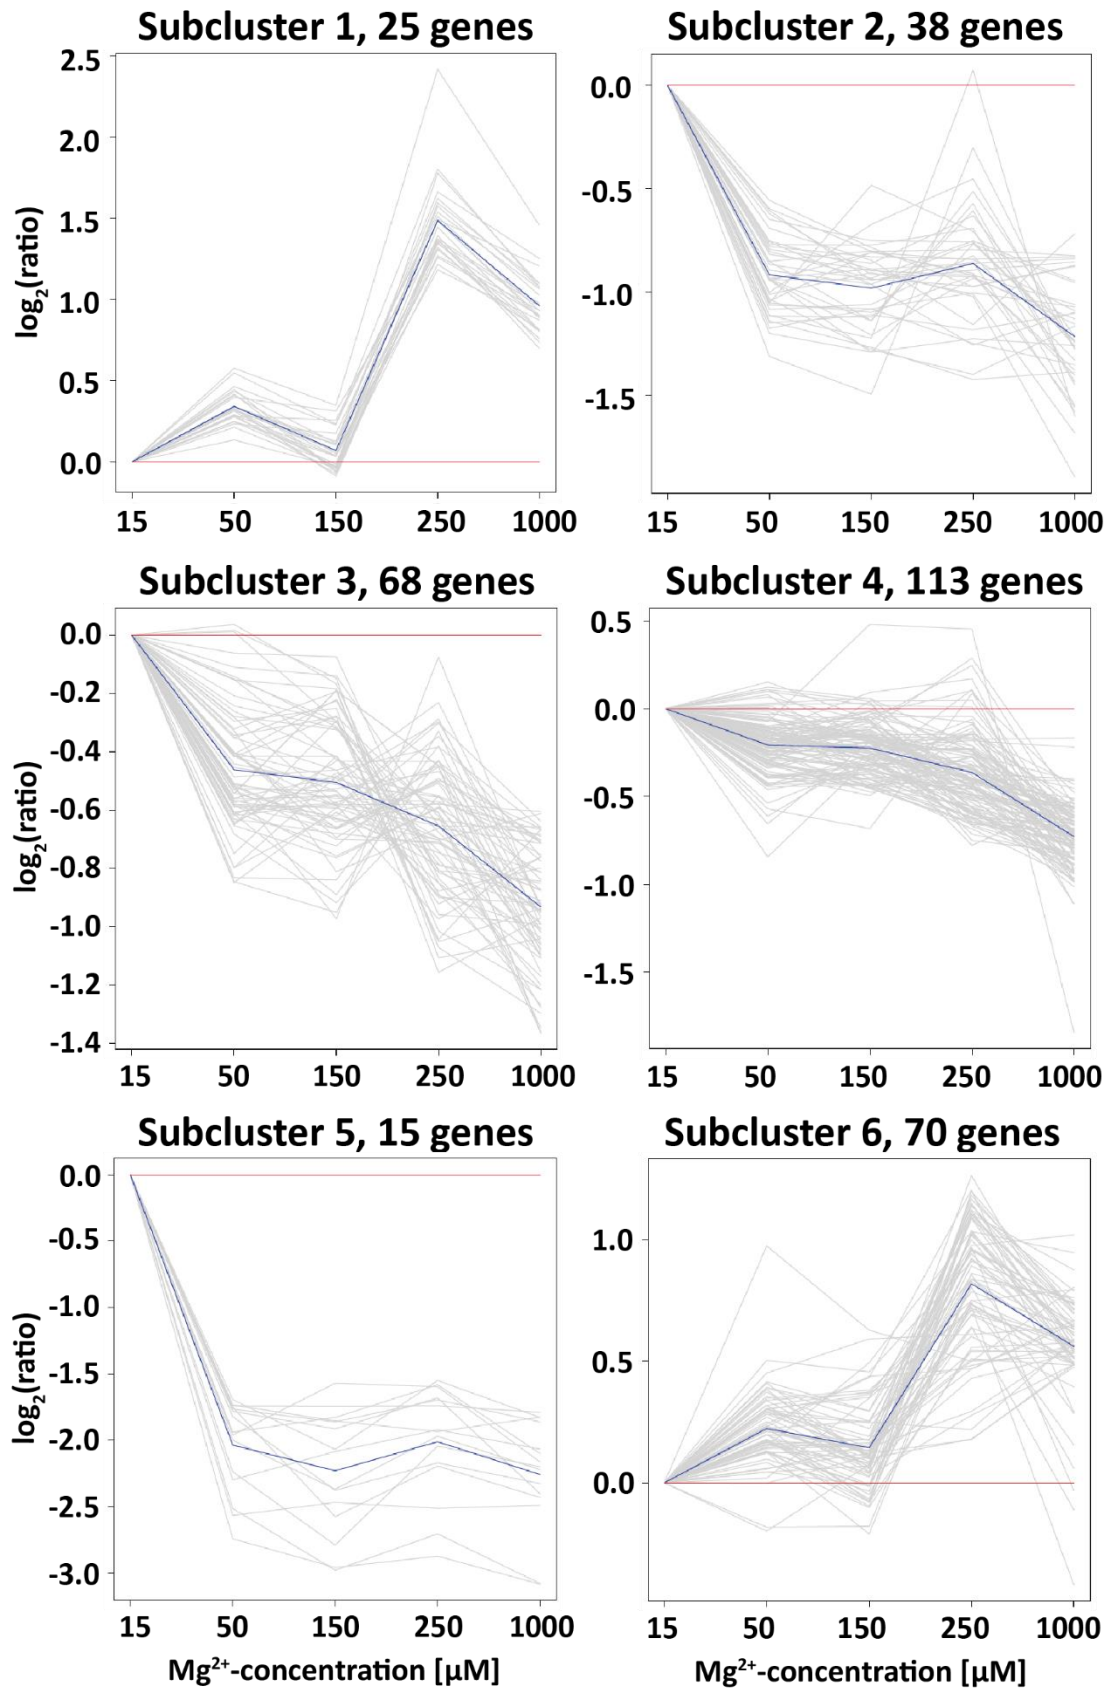 Subcluster 1, 25 genes
2.5
2.0
1.5
1.0
0.5
0.0
log2(ratio)
15 50 150 250 1000
Subcluster 2, 38 genes
0.0
-0.5
-1.0
-1.5
15 50 150 250 1000
Subcluster 3, 68 genes
0.0
-0.2
-0.4
-0.6
-0.8
-1.0
-1.2
-1.4
log2(ratio)
15 50 150 250 1000
Subcluster 4, 113 genes
0.5
0.0
-0.5
-1.0
-1.5
15 50 150 250 1000
Subcluster 5, 15 genes
0.0
-0.5
-1.0
-1.5
-2.0
-2.5
-3.0
log2(ratio)
15 50 150 250 1000
Mg2+-concentration [µM]
Subcluster 6, 70 genes
1.0
0.5
0.0
15 50 150 250 1000
Mg2+-concentration [µM]